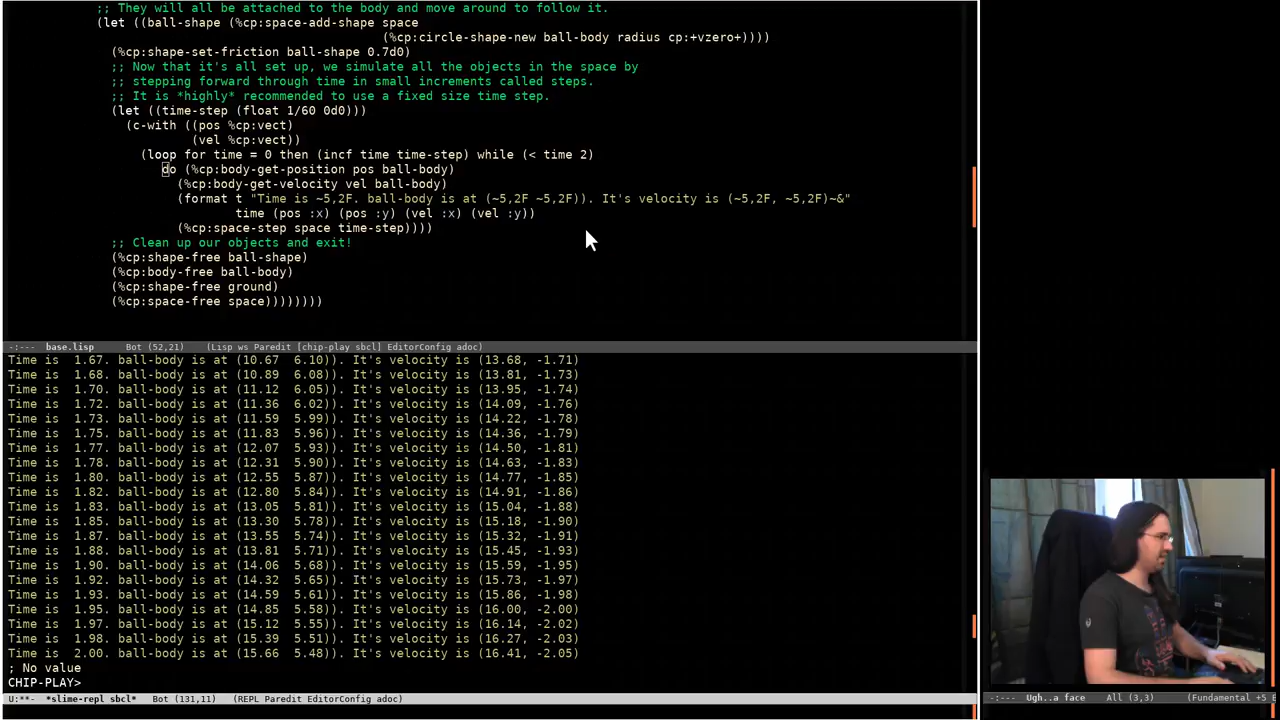 ;; They will all be attached to the body and move around to follow it.
(let ((ball-shape (%cp:space-add-shape space
(%cp:circle-shape-new ball-body radius cp:+vzero+))))
(%cp:shape-set-friction ball-shape 0.7d0)
;; Now that it's all set up, we simulate all the objects in the space by
;; stepping forward through time in small increments called steps.
;; It is *highly* recommended to use a fixed size time step.
(let ((time-step (float 1/60 0d0)))
(c-with ((pos %cp:vect)
(vel %cp:vect))
(loop for time = 0 then (incf time time-step) while (< time 2)
do (%cp:body-get-position pos ball-body)
(%cp:body-get-velocity vel ball-body)
(format t "Time is ~5,2F. ball-body is at (~5,2F ~5,2F)). It's velocity is (~5,2F, ~5,2F)~&"
time (pos :x) (pos :y) (vel :x) (vel :y))
(%cp:space-step space time-step))))
;; Clean up our objects and exit!
(%cp:shape-free ball-shape)
(%cp:body-free ball-body)
(%cp:shape-free ground)
(%cp:space-free space))))))))
-:--- base.lisp Bot (52,21) (Lisp ws Paredit [chip-play sbcl] EditorConfig adoc)
Time is 1.67. ball-body is at (10.67 6.10)). It's velocity is (13.68, -1.71)
Time is 1.68. ball-body is at (10.89 6.08)). It's velocity is (13.81, -1.73)
Time is 1.70. ball-body is at (11.12 6.05)). It's velocity is (13.95, -1.74)
Time is 1.72. ball-body is at (11.36 6.02)). It's velocity is (14.09, -1.76)
Time is 1.73. ball-body is at (11.59 5.99)). It's velocity is (14.22, -1.78)
Time is 1.75. ball-body is at (11.83 5.96)). It's velocity is (14.36, -1.79)
Time is 1.77. ball-body is at (12.07 5.93)). It's velocity is (14.50, -1.81)
Time is 1.78. ball-body is at (12.31 5.90)). It's velocity is (14.63, -1.83)
Time is 1.80. ball-body is at (12.55 5.87)). It's velocity is (14.77, -1.85)
Time is 1.82. ball-body is at (12.80 5.84)). It's velocity is (14.91, -1.86)
Time is 1.83. ball-body is at (13.05 5.81)). It's velocity is (15.04, -1.88)
Time is 1.85. ball-body is at (13.30 5.78)). It's velocity is (15.18, -1.90)
Time is 1.87. ball-body is at (13.55 5.74)). It's velocity is (15.32, -1.91)
Time is 1.88. ball-body is at (13.81 5.71)). It's velocity is (15.45, -1.93)
Time is 1.90. ball-body is at (14.06 5.68)). It's velocity is (15.59, -1.95)
Time is 1.92. ball-body is at (14.32 5.65)). It's velocity is (15.73, -1.97)
Time is 1.93. ball-body is at (14.59 5.61)). It's velocity is (15.86, -1.98)
Time is 1.95. ball-body is at (14.85 5.58)). It's velocity is (16.00, -2.00)
Time is 1.97. ball-body is at (15.12 5.55)). It's velocity is (16.14, -2.02)
Time is 1.98. ball-body is at (15.39 5.51)). It's velocity is (16.27, -2.03)
Time is 2.00. ball-body is at (15.66 5.48)). It's velocity is (16.41, -2.05)
; No value
CHIP-PLAY>
U:**- *slime-repl sbcl* Bot (131,11) (REPL Paredit EditorConfig adoc)
-:--- Ugh..a face All (3,3) (Fundamental +5 E